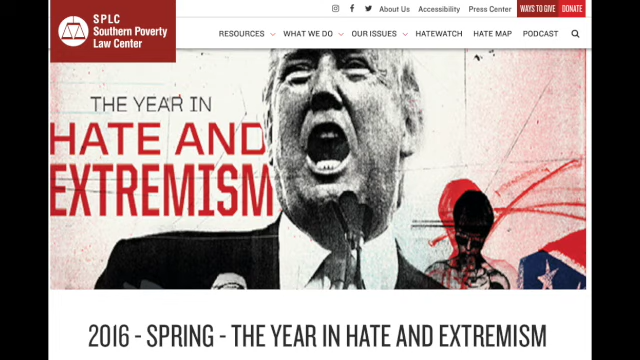 SPLC
Southern Poverty
Law Center
About Us Accessibility Press Center WAYS TO GIVE DONATE
RESOURCES WHAT WE DO OUR ISSUES HATEWATCH HATE MAP PODCAST
THE YEAR IN
HATE AND
EXTREMISM
2016 - SPRING - THE YEAR IN HATE AND EXTREMISM